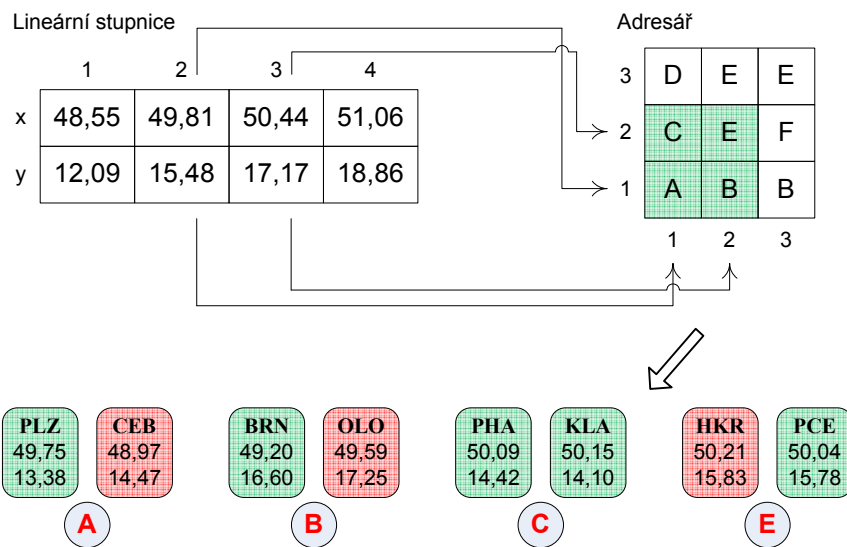 Lineární stupnice
Adresář
1 2 3 4
x 48,55 49,81 50,44 51,06
y 12,09 15,48 17,17 18,86
3 D E E
2 C E F
1 A B B
1 2 3
PLZ
49,75
13,38
CEB
48,97
14,47
A
BRN
49,20
16,60
OLO
49,59
17,25
B
PHA
50,09
14,42
KLA
50,15
14,10
C
HKR
50,21
15,83
PCE
50,04
15,78
E